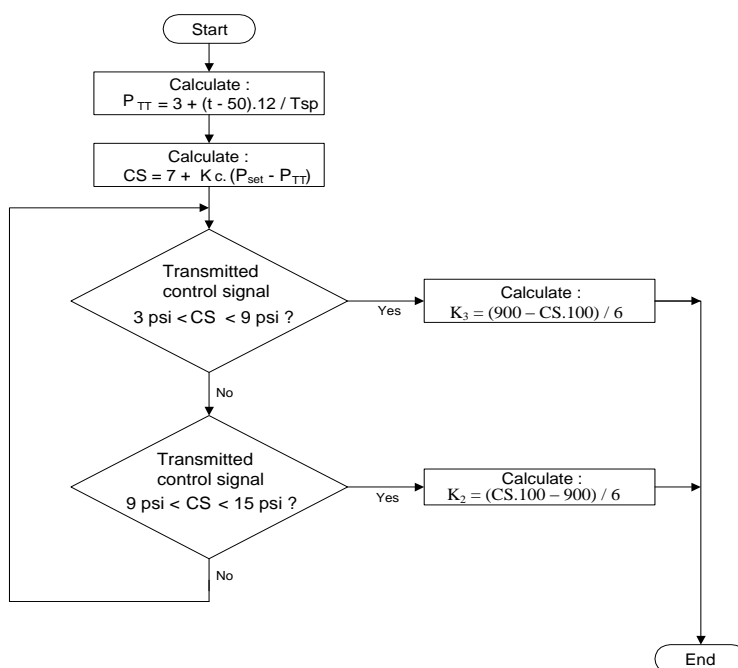 Start
Calculate :
P TT = 3 + (t - 50).12 / Tsp
Calculate :
CS = 7 + Kc.(Pset - PTT)
Transmitted
control signal
3 psi < CS < 9 psi ?
Yes
Calculate :
K3 = (900 – CS.100) / 6
No
Transmitted
control signal
9 psi < CS < 15 psi ?
Yes
Calculate :
K2 = (CS.100 – 900) / 6
No
End